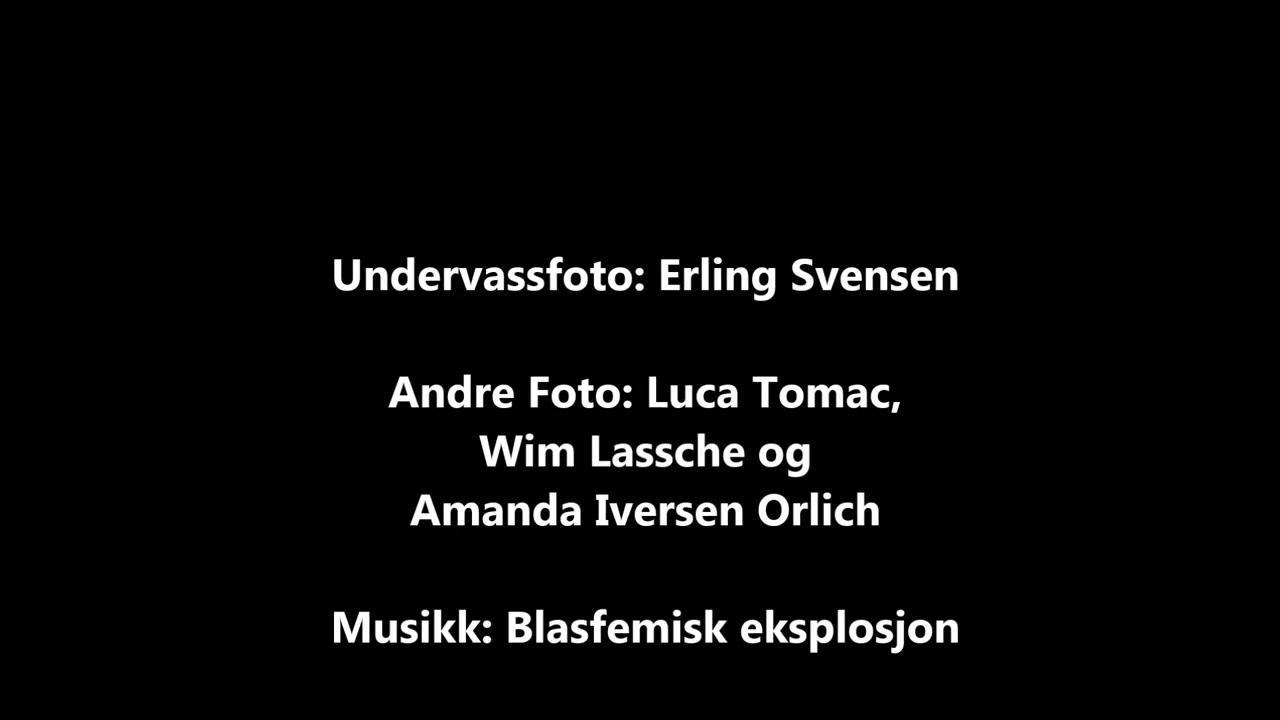 Undervassfoto: Erling Svensen
Andre Foto: Luca Tomac,
Wim Lassche og
Amanda Iversen Orlich
Musikk: Blasfemisk eksplosjon